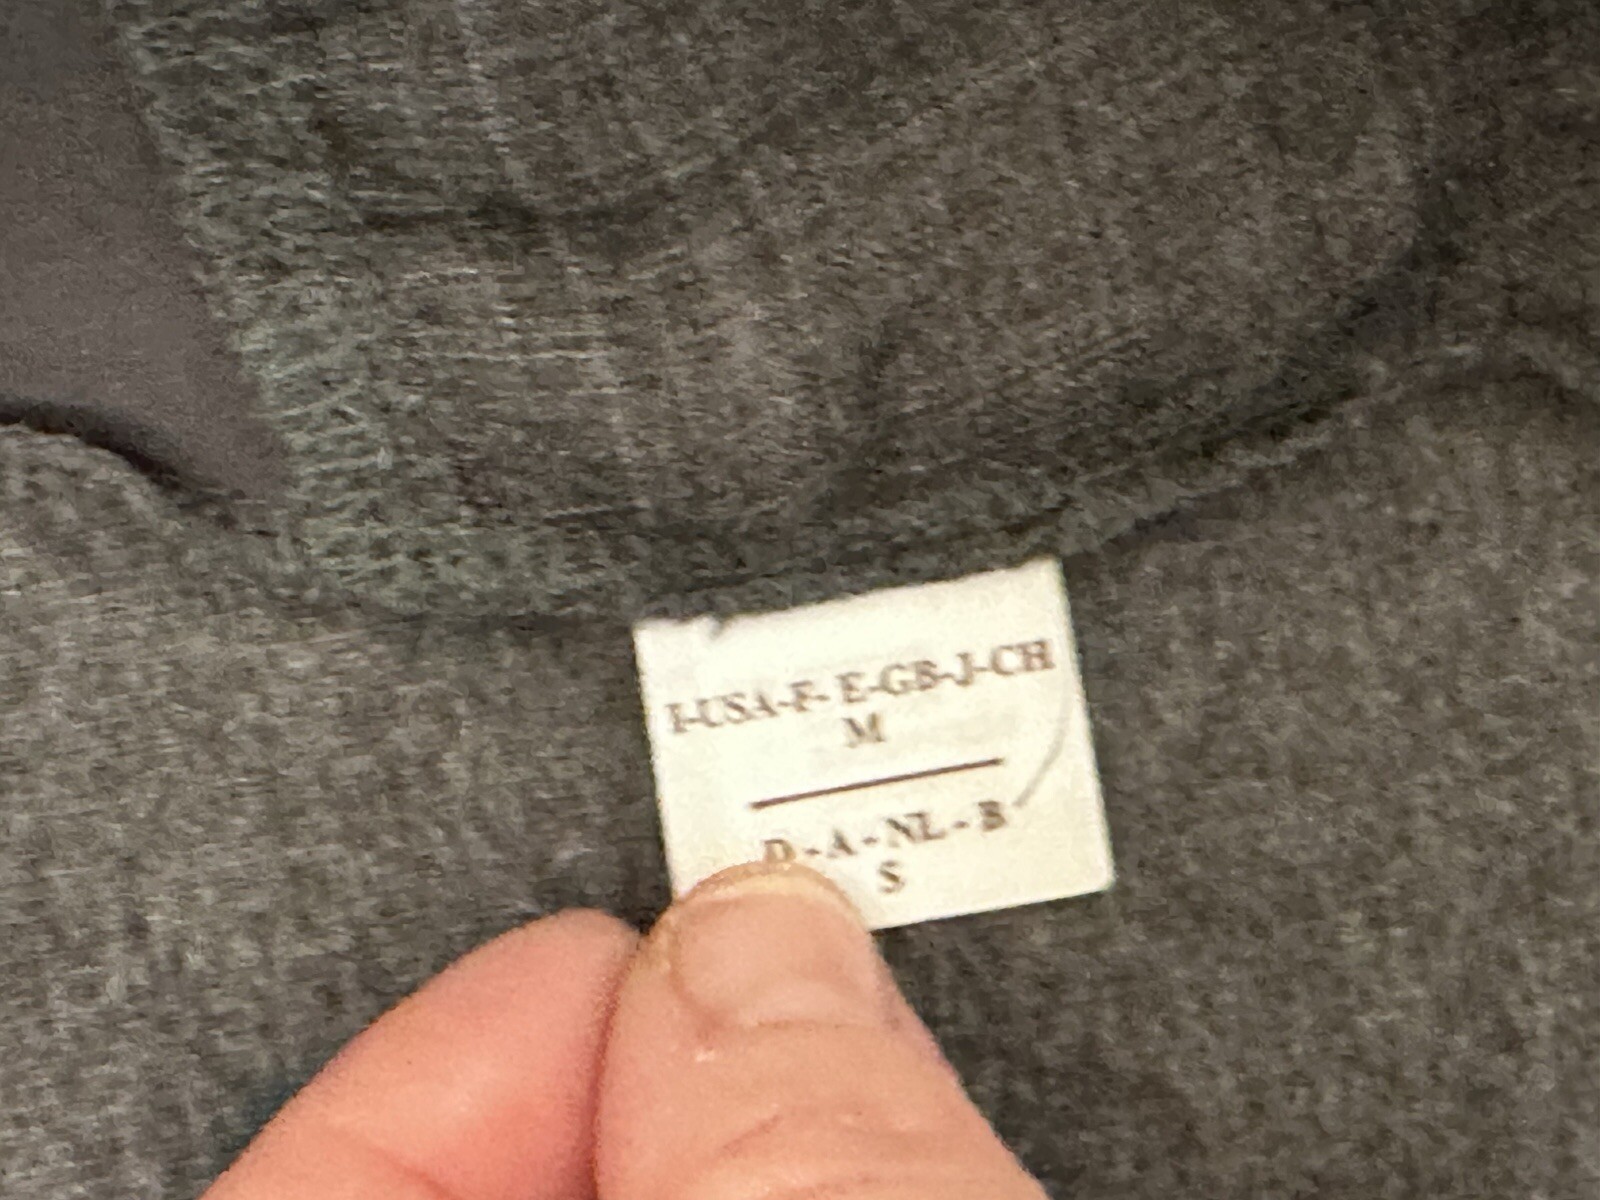 I-USA-F- E-GB-J-CH
M
D - A - NL - B
S